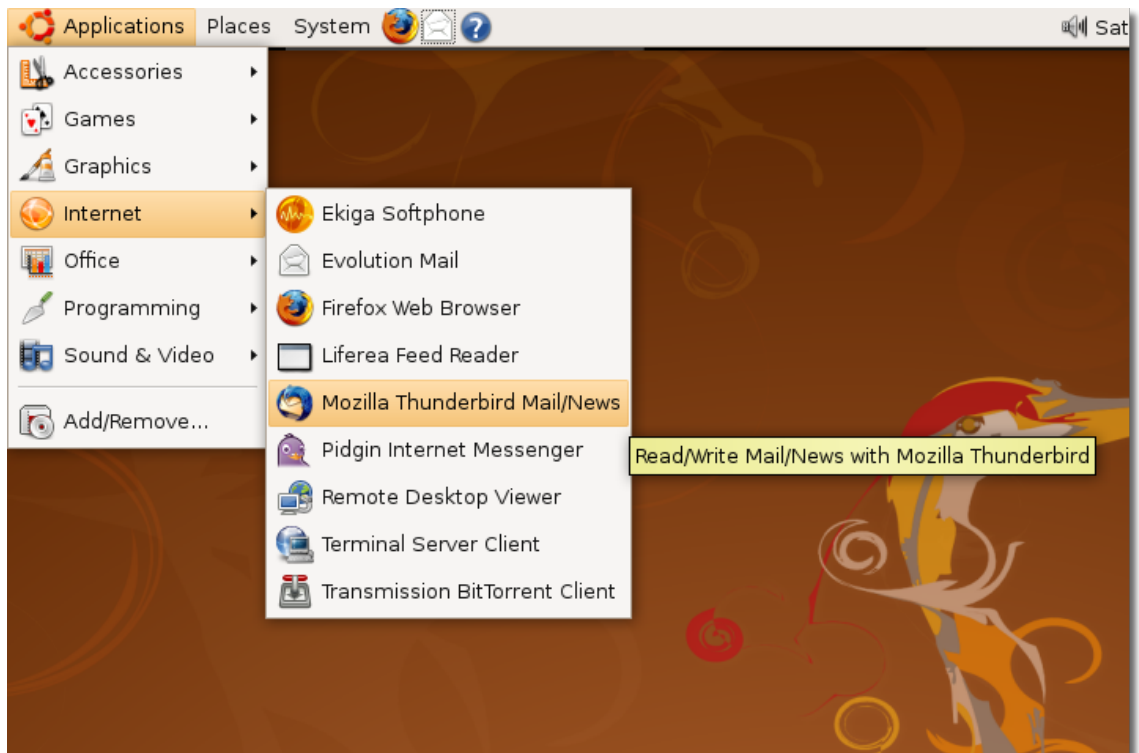 Applications Places System ? Sat
Accessories
Games
Graphics
Internet
Office
Programming
Sound & Video
Add/Remove...
Ekiga Softphone
Evolution Mail
Firefox Web Browser
Liferea Feed Reader
Mozilla Thunderbird Mail/News
Pidgin Internet Messenger
Remote Desktop Viewer
Terminal Server Client
Transmission BitTorrent Client
Read/Write Mail/News with Mozilla Thunderbird